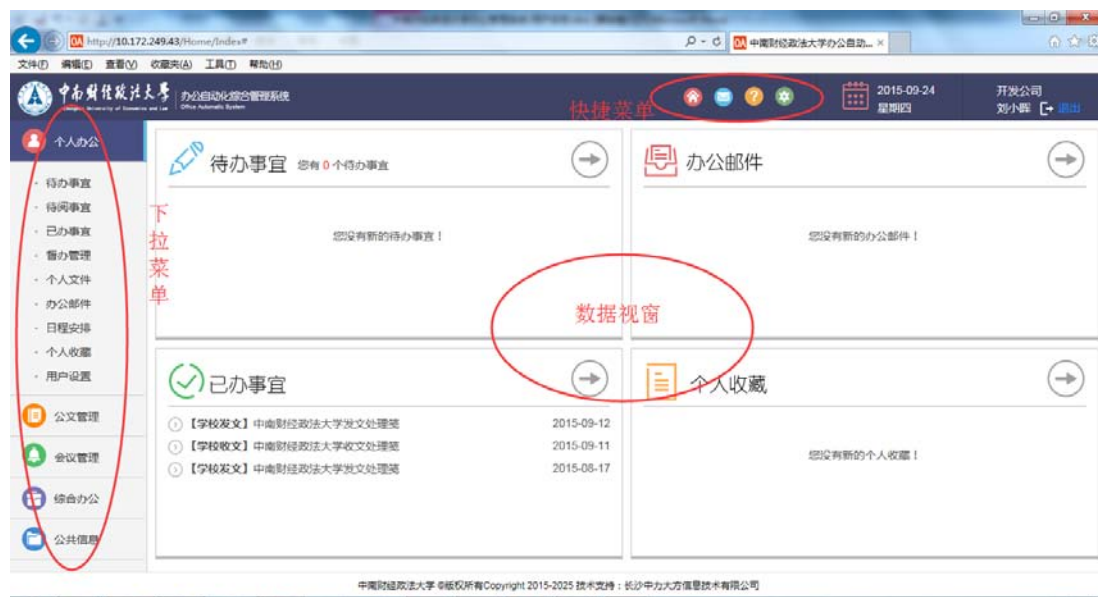 http://10.172.249.43/Home/Index#
中南财经政法大学办公自动... ×
文件(F) 编辑(E) 查看(V) 收藏夹(A) 工具(T) 帮助(H)
中南财经政法大学
办公自动化综合管理系统
Office Automatic System
快捷菜单
2015-09-24
星期四
开发公司
刘小晖 退出
个人办公
待办事宜
待阅事宜
已办事宜
督办管理
个人文件
办公邮件
日程安排
个人收藏
用户设置
公文管理
会议管理
综合办公
公共信息
下拉菜单
待办事宜 您有 0 个待办事宜
您没有新的待办事宜！
办公邮件
您没有新的办公邮件！
数据视窗
已办事宜
【学校发文】中南财经政法大学发文处理笺 2015-09-12
【学校收文】中南财经政法大学收文处理笺 2015-09-11
【学校发文】中南财经政法大学发文处理笺 2015-08-17
个人收藏
您没有新的个人收藏！
中南财经政法大学 ©版权所有Copyright 2015-2025 技术支持：长沙中力大方信息技术有限公司